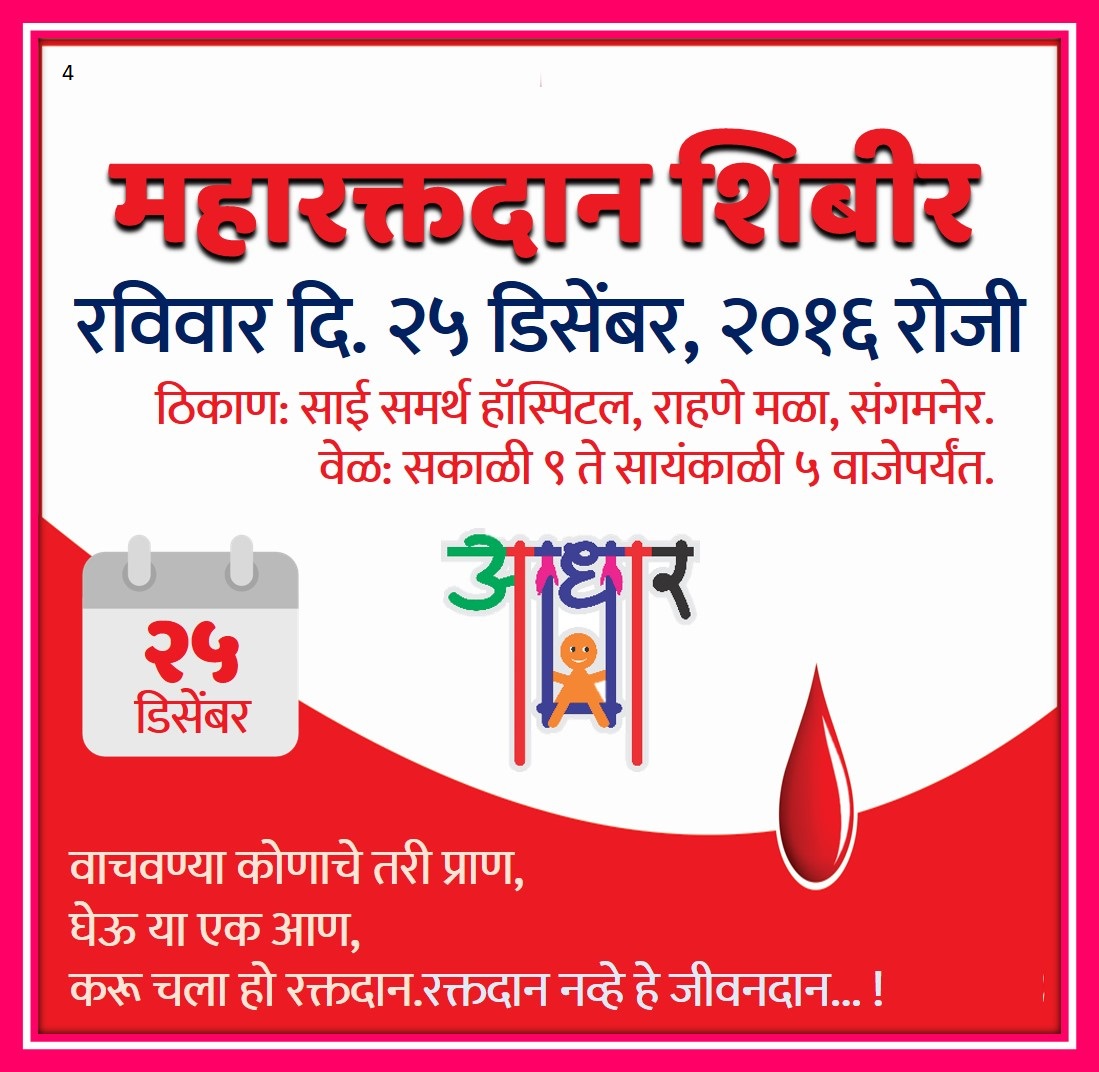 4
महारक्तदान शिबीर
रविवार दि. २५ डिसेंबर, २०१६ रोजी
ठिकाण: साई समर्थ हॉस्पिटल, राहणे मळा, संगमनेर.
वेळ: सकाळी ९ ते सायंकाळी ५ वाजेपर्यंत.
आधार
२५
डिसेंबर
वाचवण्या कोणाचे तरी प्राण,
घेऊ या एक आण,
करू चला हो रक्तदान.रक्तदान नव्हे हे जीवनदान... !